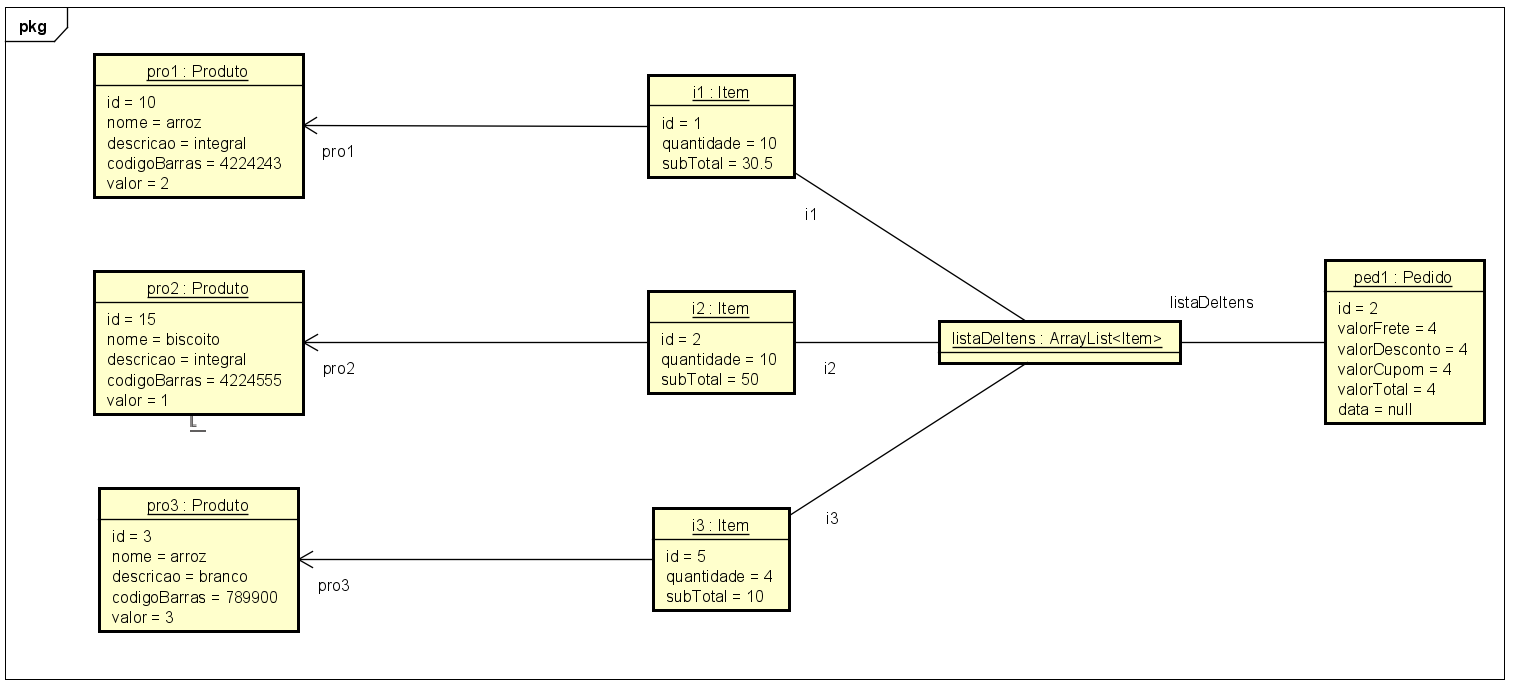 pkg
pro1 : Produto
id = 10
nome = arroz
descricao = integral
codigoBarras = 4224243
valor = 2
pro1
i1 : Item
id = 1
quantidade = 10
subTotal = 30.5
i1
pro2 : Produto
id = 15
nome = biscoito
descricao = integral
codigoBarras = 4224555
valor = 1
pro2
i2 : Item
id = 2
quantidade = 10
subTotal = 50
i2
listaDeItens : ArrayList<Item>
listaDeItens
ped1 : Pedido
id = 2
valorFrete = 4
valorDesconto = 4
valorCupom = 4
valorTotal = 4
data = null
pro3 : Produto
id = 3
nome = arroz
descricao = branco
codigoBarras = 789900
valor = 3
pro3
i3 : Item
id = 5
quantidade = 4
subTotal = 10
i3